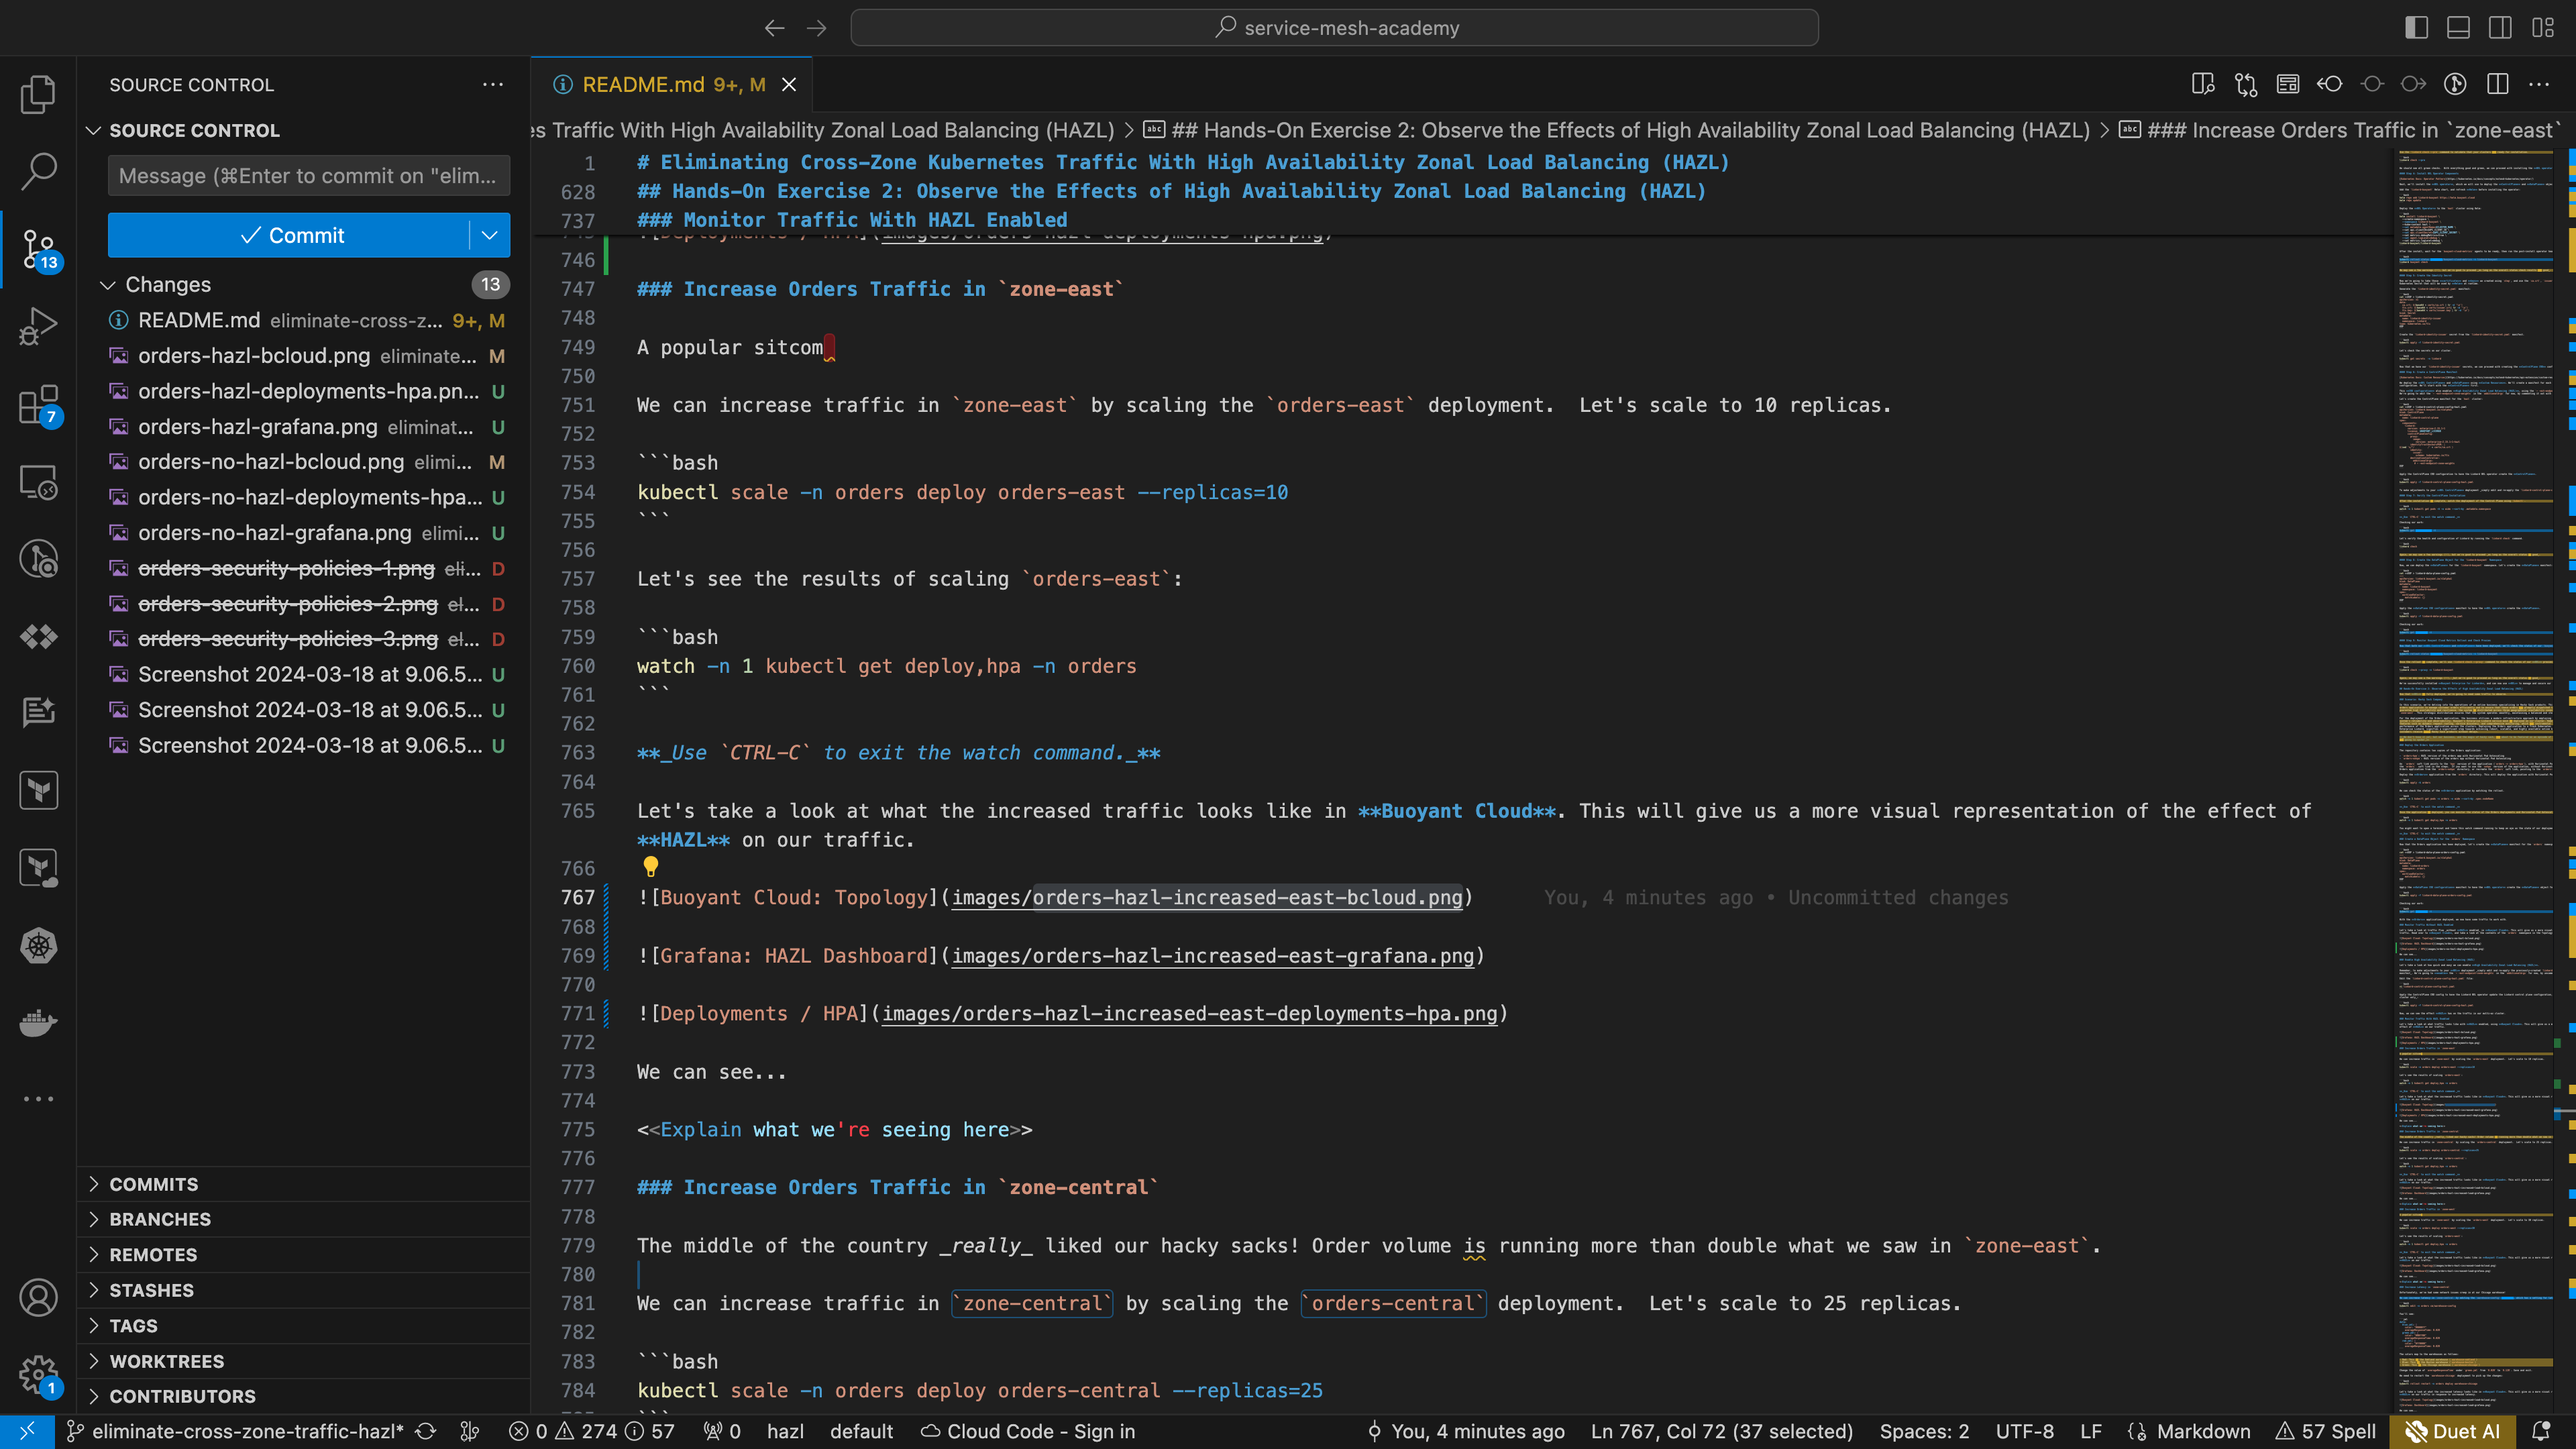 service-mesh-academy
SOURCE CONTROL
README.md 9+, M
SOURCE CONTROL
Message (⌘Enter to commit on "elim...
Commit
Changes 13
README.md eliminate-cross-z... 9+, M
orders-hazl-bcloud.png eliminate... M
orders-hazl-deployments-hpa.pn... U
orders-hazl-grafana.png eliminat... U
orders-no-hazl-bcloud.png elimi... M
orders-no-hazl-deployments-hpa... U
orders-no-hazl-grafana.png elimi... U
orders-security-policies-1.png eli... D
orders-security-policies-2.png el... D
orders-security-policies-3.png el... D
Screenshot 2024-03-18 at 9.06.5... U
Screenshot 2024-03-18 at 9.06.5... U
Screenshot 2024-03-18 at 9.06.5... U
COMMITS
BRANCHES
REMOTES
STASHES
TAGS
WORKTREES
CONTRIBUTORS
13
7
1
es Traffic With High Availability Zonal Load Balancing (HAZL) > ## Hands-On Exercise 2: Observe the Effects of High Availability Zonal Load Balancing (HAZL) > ### Increase Orders Traffic in `zone-east`
1 # Eliminating Cross-Zone Kubernetes Traffic With High Availability Zonal Load Balancing (HAZL)
628 ## Hands-On Exercise 2: Observe the Effects of High Availability Zonal Load Balancing (HAZL)
737 ### Monitor Traffic With HAZL Enabled
746
747 ### Increase Orders Traffic in `zone-east`
748
749 A popular sitcom
750
751 We can increase traffic in `zone-east` by scaling the `orders-east` deployment.  Let's scale to 10 replicas.
752
753 ```bash
754 kubectl scale -n orders deploy orders-east --replicas=10
755 ```
756
757 Let's see the results of scaling `orders-east`:
758
759 ```bash
760 watch -n 1 kubectl get deploy,hpa -n orders
761 ```
762
763 **_Use `CTRL-C` to exit the watch command._**
764
765 Let's take a look at what the increased traffic looks like in **Buoyant Cloud**. This will give us a more visual representation of the effect of
**HAZL** on our traffic.
766
767 ![Buoyant Cloud: Topology](images/orders-hazl-increased-east-bcloud.png) You, 4 minutes ago • Uncommitted changes
768
769 ![Grafana: HAZL Dashboard](images/orders-hazl-increased-east-grafana.png)
770
771 ![Deployments / HPA](images/orders-hazl-increased-east-deployments-hpa.png)
772
773 We can see...
774
775 <<Explain what we're seeing here>>
776
777 ### Increase Orders Traffic in `zone-central`
778
779 The middle of the country _really_ liked our hacky sacks! Order volume is running more than double what we saw in `zone-east`.
780
781 We can increase traffic in `zone-central` by scaling the `orders-central` deployment.  Let's scale to 25 replicas.
782
783 ```bash
784 kubectl scale -n orders deploy orders-central --replicas=25
eliminate-cross-zone-traffic-hazl* 0 274 57 0 hazl default Cloud Code - Sign in You, 4 minutes ago Ln 767, Col 72 (37 selected) Spaces: 2 UTF-8 LF Markdown 57 Spell Duet AI